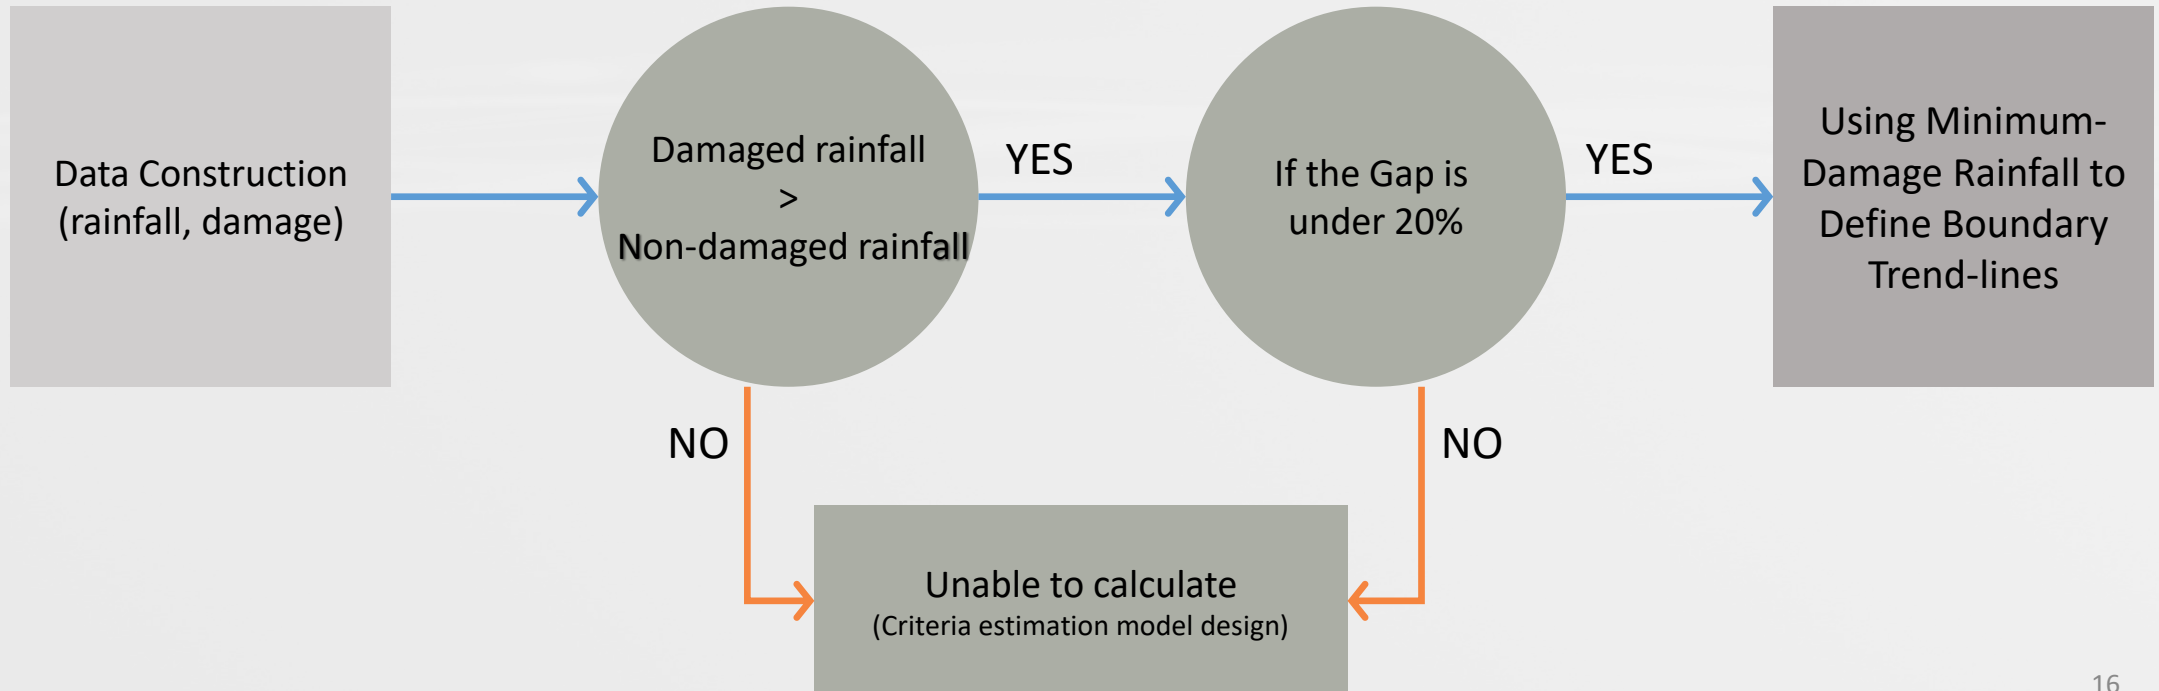 Data Construction
(rainfall, damage)
Damaged rainfall
>
Non-damaged rainfall
YES
If the Gap is
under 20%
YES
Using Minimum-
Damage Rainfall to
Define Boundary
Trend-lines
NO
NO
Unable to calculate
(Criteria estimation model design)
16